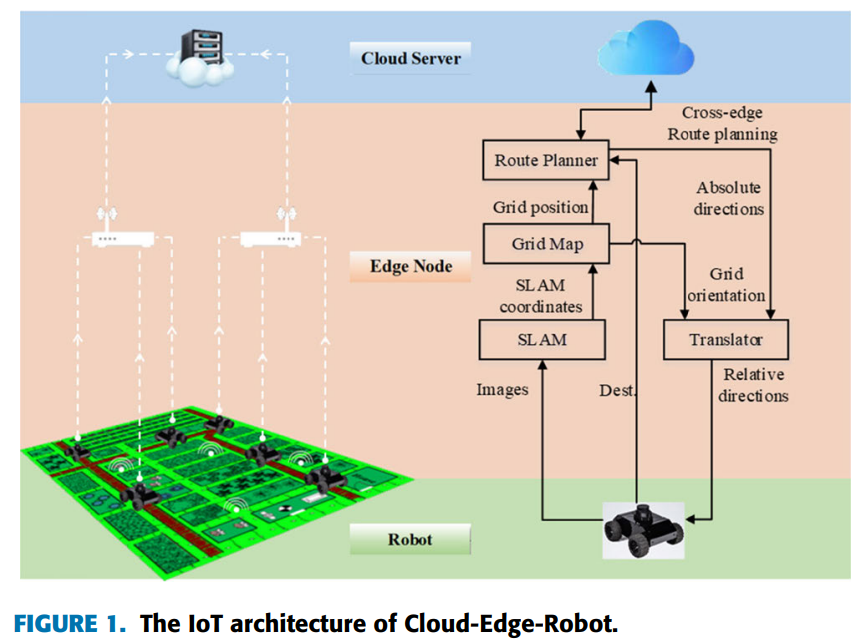 Cloud Server
Cross-edge
Route planning
Route Planner
Absolute
directions
Grid position
Grid Map
Edge Node
Grid
orientation
SLAM
coordinates
SLAM
Translator
Images
Dest.
Relative
directions
Robot
FIGURE 1. The IoT architecture of Cloud-Edge-Robot.